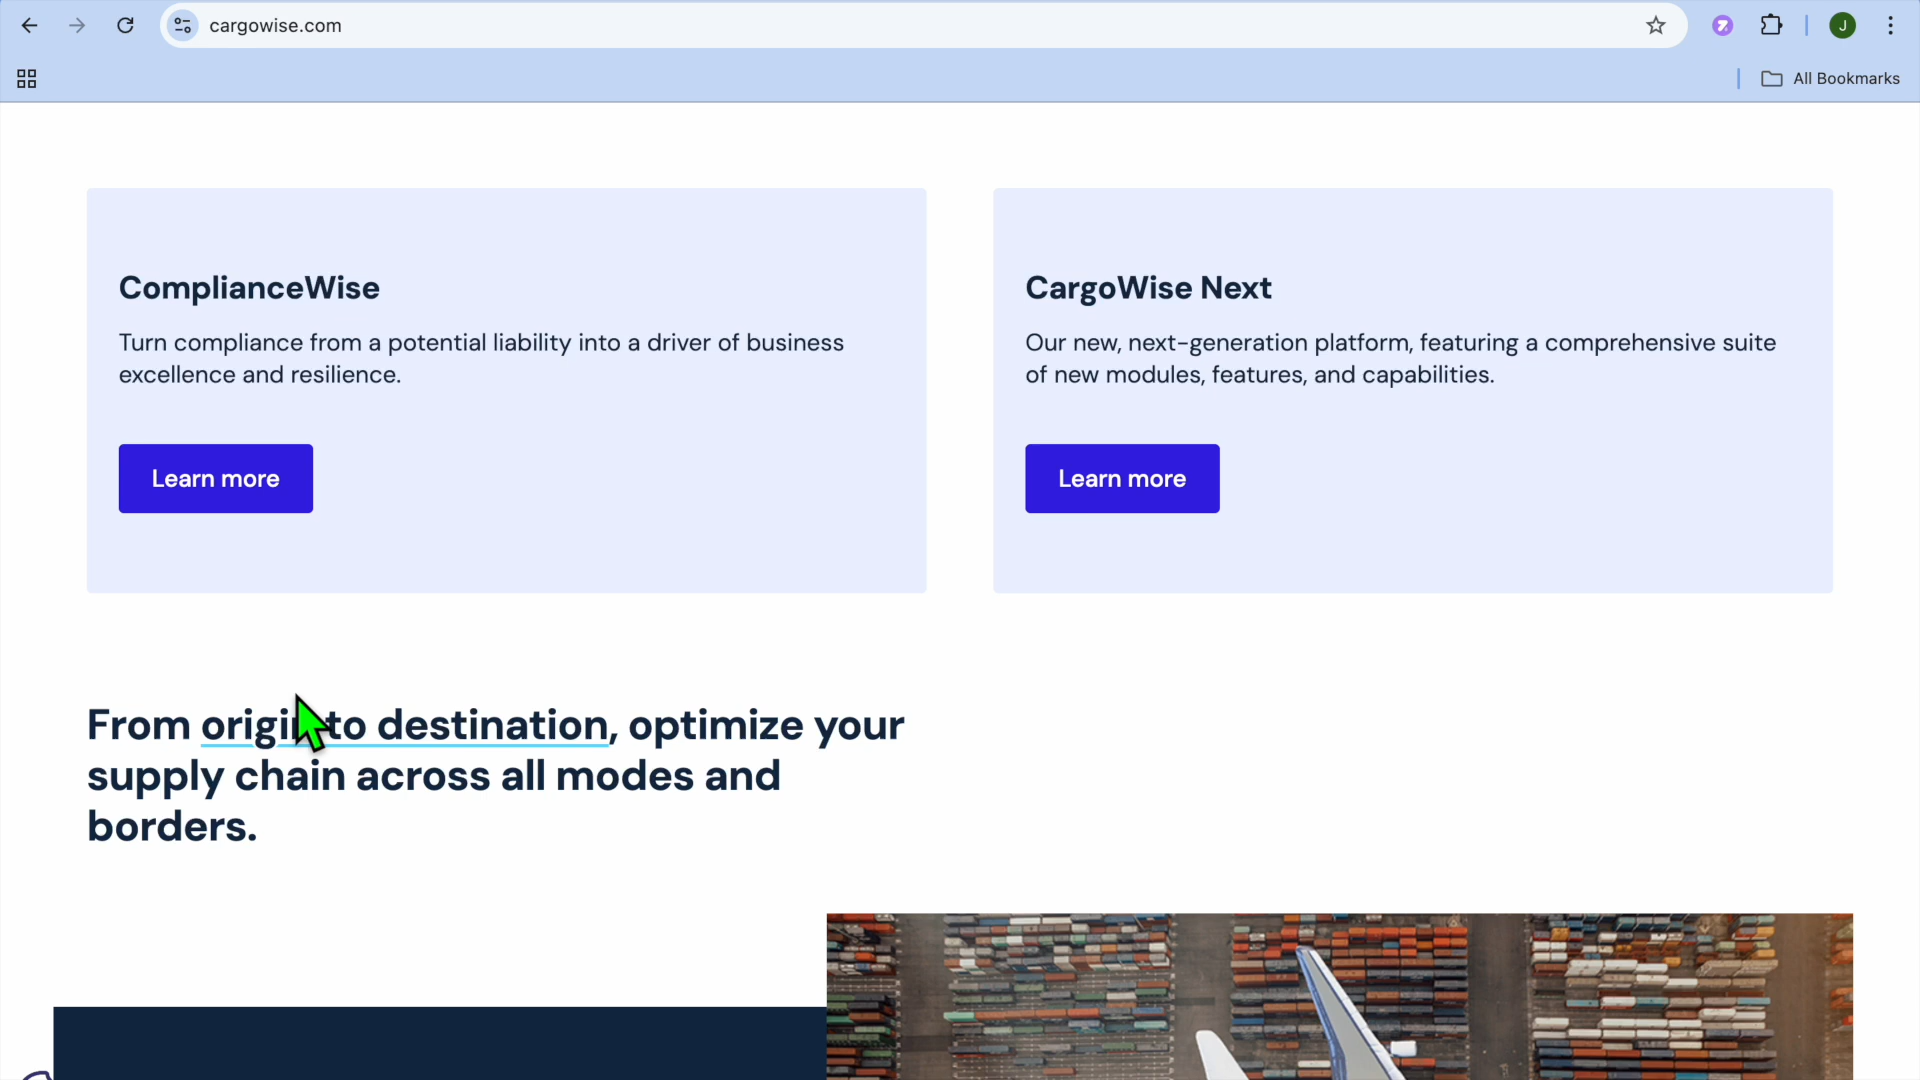 cargowise.com
J
All Bookmarks
ComplianceWise
Turn compliance from a potential liability into a driver of business
excellence and resilience.
Learn more
CargoWise Next
Our new, next-generation platform, featuring a comprehensive suite
of new modules, features, and capabilities.
Learn more
From origin to destination, optimize your
supply chain across all modes and
borders.